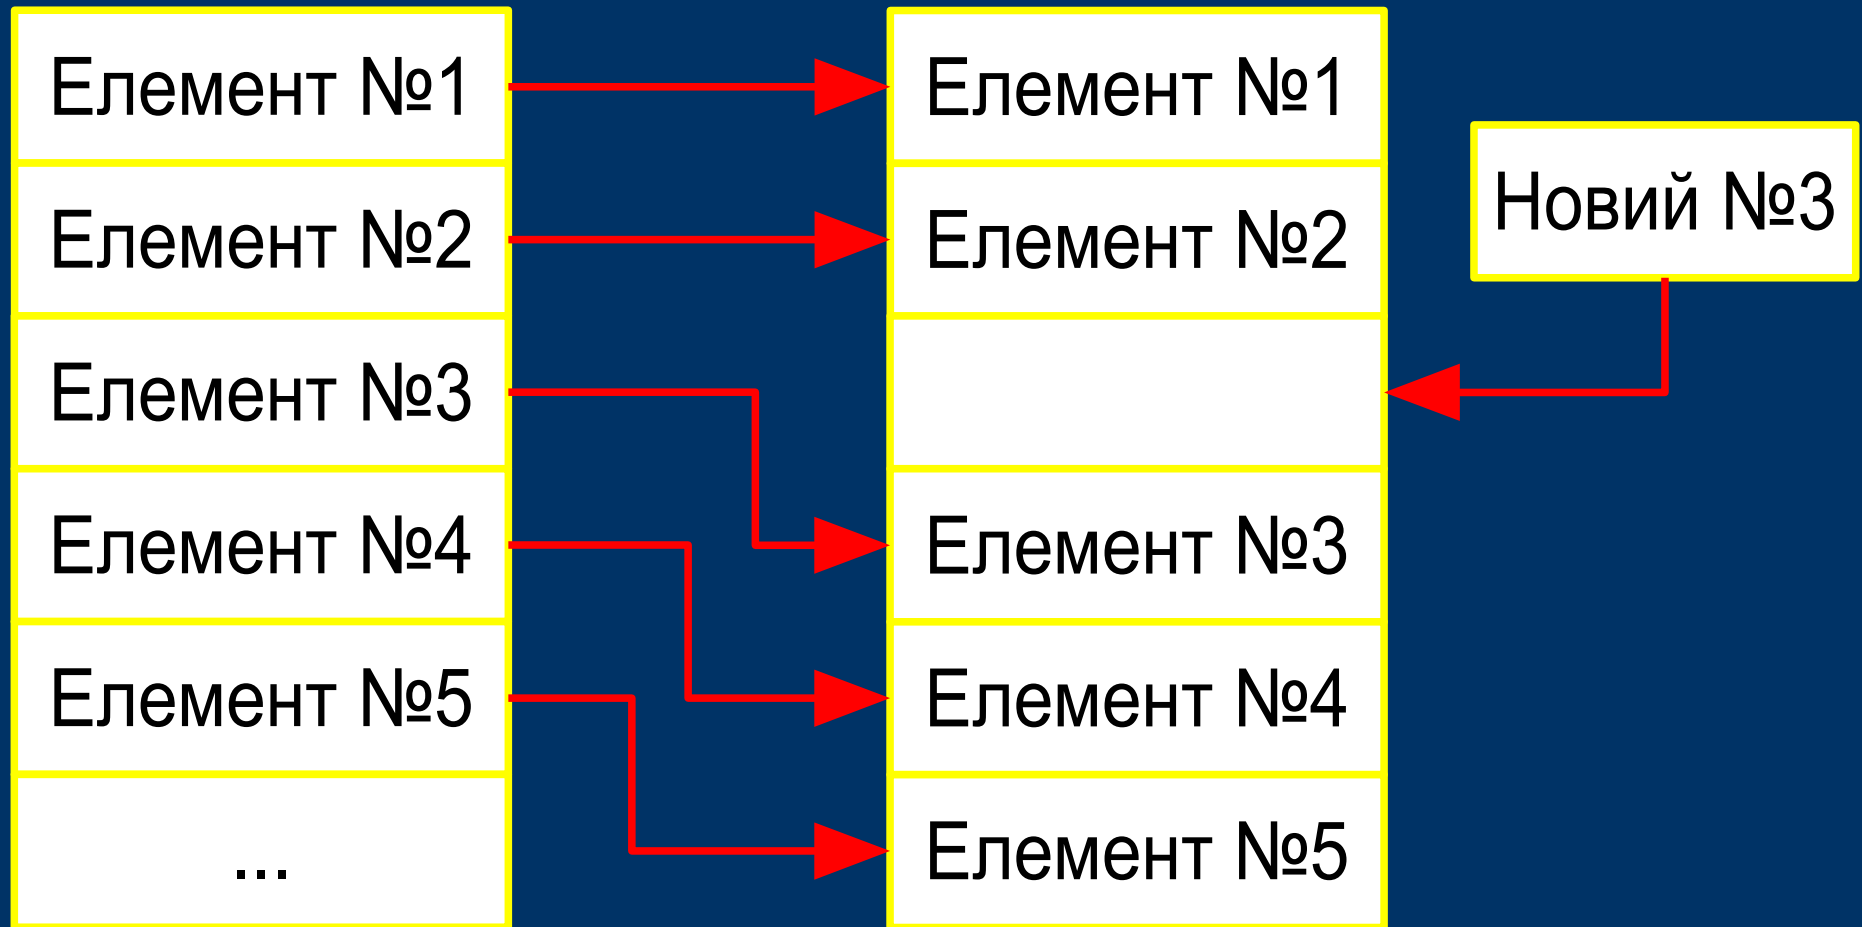 Елемент №1
Елемент №2
Елемент №3
Елемент №4
Елемент №5
...
Елемент №1
Елемент №2
Елемент №3
Елемент №4
Елемент №5
Новий №3